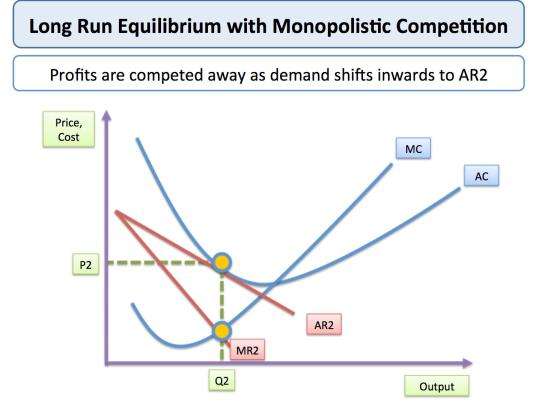 Long Run Equilibrium with Monopolistic Competition
Profits are competed away as demand shifts inwards to AR2
Price,
Cost
MC
AC
P2
AR2
MR2
Q2
Output